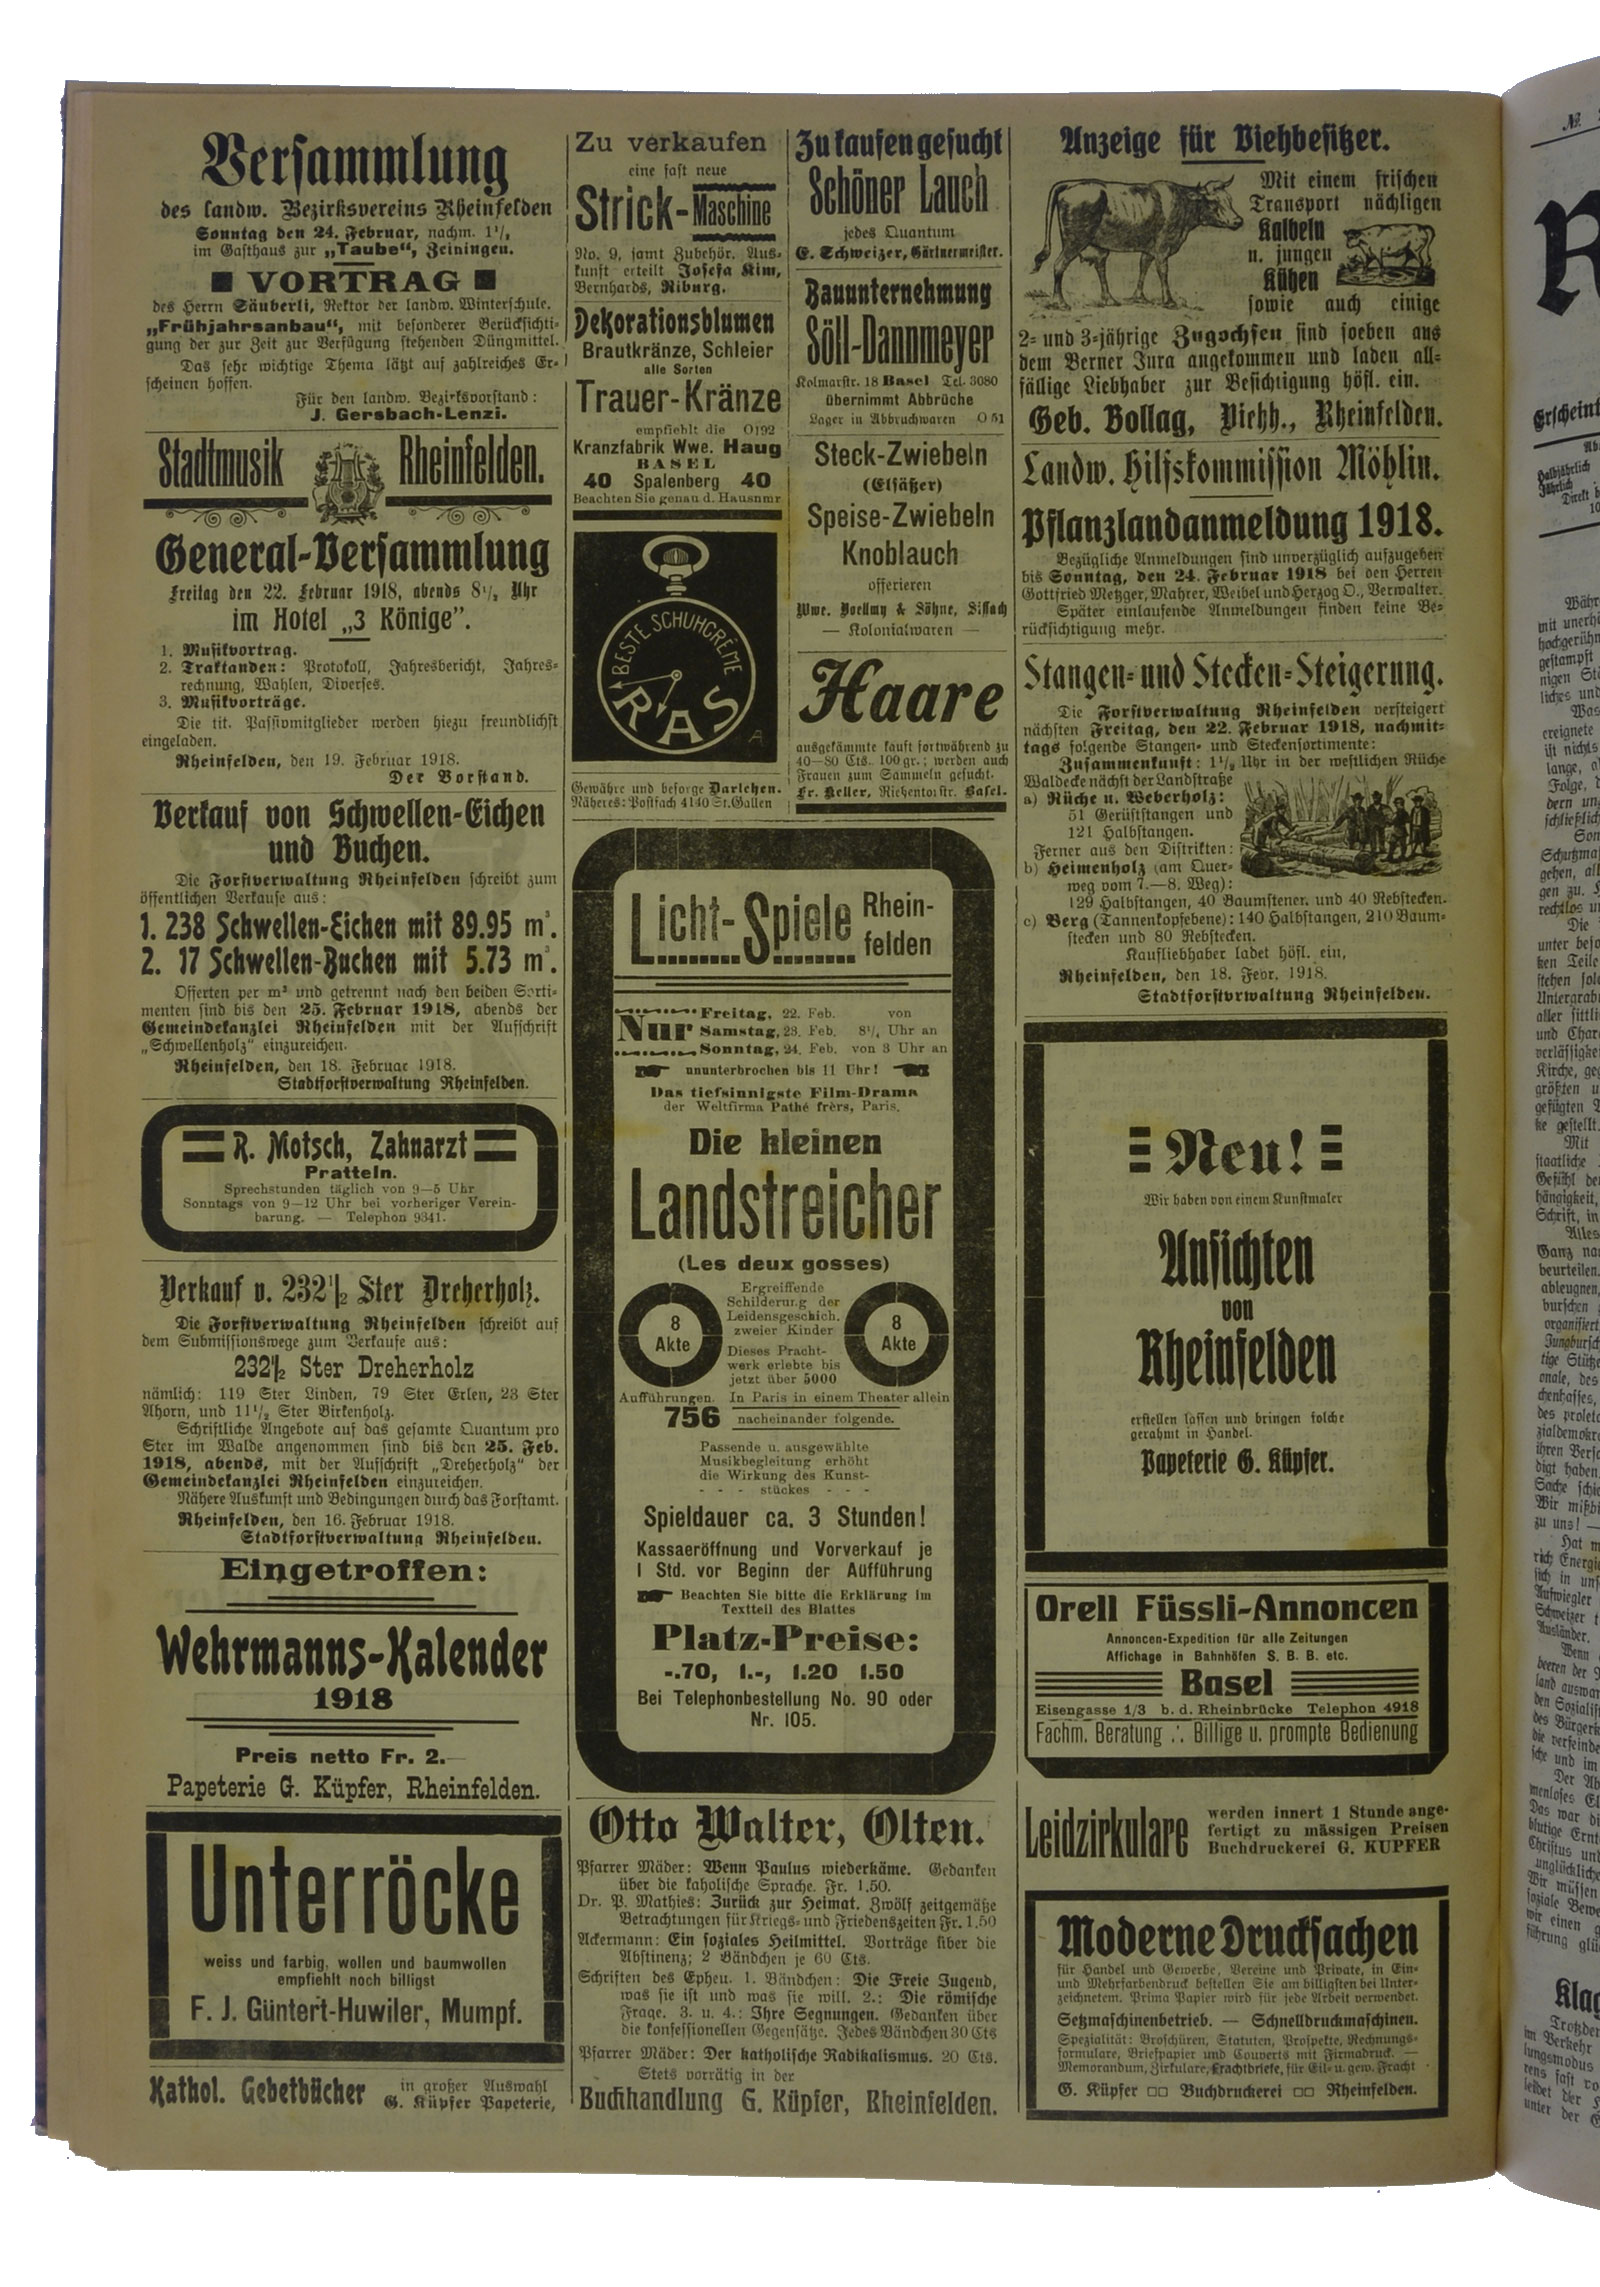 Versammlung
des landw. Bezirksvereins Rheinfelden
Sonntag den 24. Februar, nachm. 1½
im Gasthaus zur „Taube“, Zeiningen.
VORTRAG
des Herrn Säuberli, Rektor der landw. Winterschule.
„Frühjahrsanbau“, mit besonderer Berücksichti-
gung der zur Zeit zur Verfügung stehenden Düngmittel.
Das sehr wichtige Thema läßt auf zahlreiches Er-
scheinen hoffen.
Für den landw. Bezirksvorstand:
J. Gersbach-Lenzi.
Stadtmusik Rheinfelden.
General-Versammlung
Freitag den 22. Februar 1918, abends 8½ Uhr
im Hotel „3 Könige“.
1. Musikvortrag.
2. Traktanden: Protokoll, Jahresbericht, Jahres-
rechnung, Wahlen, Diverses.
3. Musikvorträge.
Die tit. Passivmitglieder werden hiezu freundlichst
eingeladen.
Rheinfelden, den 19. Februar 1918.
Der Vorstand.
Verkauf von Schwellen-Eichen
und Buchen.
Die Forstverwaltung Rheinfelden schreibt zum
öffentlichen Verkaufe aus:
1. 238 Schwellen-Eichen mit 89.95 m³.
2. 17 Schwellen-Buchen mit 5.73 m³.
Offerten per m³ und getrennt nach den beiden Sorti-
menten sind bis den 25. Februar 1918, abends der
Gemeindekanzlei Rheinfelden mit der Aufschrift
„Schwellenholz“ einzureichen.
Rheinfelden, den 18. Februar 1918.
Stadtforstverwaltung Rheinfelden.
R. Motsch, Zahnarzt
Pratteln.
Sprechstunden täglich von 9—5 Uhr
Sonntags von 9—12 Uhr bei vorheriger Verein-
barung. — Telephon 9341.
Verkauf v. 232½ Ster Dreherholz.
Die Forstverwaltung Rheinfelden schreibt auf
dem Submissionswege zum Verkaufe aus:
232½ Ster Dreherholz
nämlich: 119 Ster Linden, 79 Ster Erlen, 23 Ster
Ahorn, und 11½ Ster Birkenholz.
Schriftliche Angebote auf das gesamte Quantum pro
Ster im Walde angenommen sind bis den 25. Feb.
1918, abends, mit der Aufschrift „Dreherholz“ der
Gemeindekanzlei Rheinfelden einzureichen.
Nähere Auskunft und Bedingungen durch das Forstamt.
Rheinfelden, den 16. Februar 1918.
Stadtforstverwaltung Rheinfelden.
Eingetroffen:
Wehrmanns-Kalender
1918
Preis netto Fr. 2.—
Papeterie G. Küpfer, Rheinfelden.
Unterröcke
weiss und farbig, wollen und baumwollen
empfiehlt noch billigst
F. J. Güntert-Huwiler, Mumpf.
Kathol. Gebetbücher in großer Auswahl
G. Küpfer Papeterie,
Zu verkaufen
eine fast neue
Strick-Maschine
No. 9, samt Zubehör. Aus-
kunft erteilt Josefa Kim,
Bernhards, Riburg.
Dekorationsblumen
Brautkränze, Schleier
alle Sorten
Trauer-Kränze
empfiehlt die O192
Kranzfabrik Wwe. Haug
BASEL
40 Spalenberg 40
Beachten Sie genau d. Hausnmr
BESTE SCHUHCRÈME
RAS
A
Gewähre und besorge Darlehen.
Näheres: Postfach 4140 St. Gallen
Zu kaufen gesucht
Schöner Lauch
jedes Quantum
E. Schweizer, Gärtnermeister.
Bauunternehmung
Söll-Dannmeyer
Kolmarstr. 18 Basel Tel. 3080
übernimmt Abbrüche
Lager in Abbruchwaren O 51
Steck-Zwiebeln
(Elsäßer)
Speise-Zwiebeln
Knoblauch
offerieren
Wwe. Voellmy & Söhne, Sissach
— Kolonialwaren —
Haare
ausgekämmte kauft fortwährend zu
40—80 Cts. 100 gr.; werden auch
Frauen zum Sammeln gesucht.
Fr. Keller, Riehentorstr. Basel.
Licht-Spiele Rhein-
felden
Nur
Freitag, 22. Feb. von
Samstag, 23. Feb. 8¼ Uhr an
Sonntag, 24. Feb. von 3 Uhr an
ununterbrochen bis 11 Uhr!
Das tiefsinnigste Film-Drama
der Weltfirma Pathé frèrs, Paris.
Die kleinen
Landstreicher
(Les deux gosses)
8
Akte
Ergreiffende
Schilderung der
Leidensgeschich.
zweier Kinder
Dieses Pracht-
werk erlebte bis
jetzt über 5000
8
Akte
Aufführungen. In Paris in einem Theater allein
756 nacheinander folgende.
Passende u. ausgewählte
Musikbegleitung erhöht
die Wirkung des Kunst-
- - - stückes - - -
Spieldauer ca. 3 Stunden!
Kassaeröffnung und Vorverkauf je
1 Std. vor Beginn der Aufführung
Beachten Sie bitte die Erklärung im
Textteil des Blattes
Platz-Preise:
-.70, 1.-, 1.20 1.50
Bei Telephonbestellung No. 90 oder
Nr. 105.
Otto Walter, Olten.
Pfarrer Mäder: Wenn Paulus wiederkäme. Gedanken
über die kaholische Sprache. Fr. 1.50.
Dr. P. Mathies: Zurück zur Heimat. Zwölf zeitgemäße
Betrachtungen für Kriegs- und Friedenszeiten Fr. 1.50
Ackermann: Ein soziales Heilmittel. Vorträge über die
Abstinenz; 2 Bändchen je 60 Cts.
Schriften des Epheu. 1. Bändchen: Die Freie Jugend,
was sie ist und was sie will. 2.: Die römische
Frage. 3. u. 4.: Ihre Segnungen. Gedanken über
die konfessionellen Gegensätze. Jedes Bändchen 30 Cts
Pfarrer Mäder: Der katholische Radikalismus. 20 Cts.
Stets vorrätig in der
Buchhandlung G. Küpfer, Rheinfelden.
Anzeige für Viehbesitzer.
Mit einem frischen
Transport nächtigen
Kalbeln
u. jungen
Kühen
sowie auch einige
2- und 3-jährige Zugochsen sind soeben aus
dem Berner Jura angekommen und laden all-
fällige Liebhaber zur Besichtigung höfl. ein.
Geb. Bollag, Viehh., Rheinfelden.
Landw. Hilfskommission Möhlin.
Pflanzlandanmeldung 1918.
Bezügliche Anmeldungen sind unverzüglich aufzugeben
bis Sonntag, den 24. Februar 1918 bei den Herren
Gottfried Metzger, Mahrer, Weibel und Herzog O., Verwalter.
Später einlaufende Anmeldungen finden keine Be-
rücksichtigung mehr.
Stangen- und Stecken-Steigerung.
Die Forstverwaltung Rheinfelden versteigert
nächsten Freitag, den 22. Februar 1918, nachmit-
tags folgende Stangen- und Steckensortimente:
Zusammenkunft: 1½ Uhr in der westlichen Rüche
Waldecke nächst der Landstraße
a) Rüche u. Weberholz:
51 Gerüststangen und
121 Halbstangen.
Ferner aus den Distrikten:
b) Heimenholz (am Quer-
weg vom 7.—8. Weg):
129 Halbstangen, 40 Baumstener. und 40 Rebstecken.
c) Berg (Tannenkopfebene): 140 Halbstangen, 210 Baum-
stecken und 80 Rebstecken.
Kaufliebhaber ladet höfl. ein,
Rheinfelden, den 18. Febr. 1918.
Stadtforstvrwaltung Rheinfelden.
Neu!
Wir haben von einem Kunstmaler
Ansichten
von
Rheinfelden
erstellen lassen und bringen solche
gerahmt in Handel.
Papeterie G. Küpfer.
Orell Füssli-Annoncen
Annoncen-Expedition für alle Zeitungen
Affichage in Bahnhöfen S. B. B. etc.
Basel
Eisengasse 1/3 b. d. Rheinbrücke Telephon 4918
Fachm. Beratung .·. Billige u. prompte Bedienung
Leidzirkulare werden innert 1 Stunde ange-
fertigt zu mässigen Preisen
Buchdruckerei G. KUPFER
Moderne Drucksachen
für Handel und Gewerbe, Vereine und Private, in Ein-
und Mehrfarbendruck bestellen Sie am billigsten bei Unter-
zeichnetem. Prima Papier wird für jede Arbeit verwendet.
Setzmaschinenbetrieb. — Schnelldruckmaschinen.
Spezialität: Broschüren, Statuten, Prospekte, Rechnungs-
formulare, Briefpapier und Couverts mit Firmadruck. —
Memorandum, Zirkulare, Frachtbriefe, für Eil- u. gew. Fracht
G. Küpfer □□ Buchdruckerei □□ Rheinfelden.